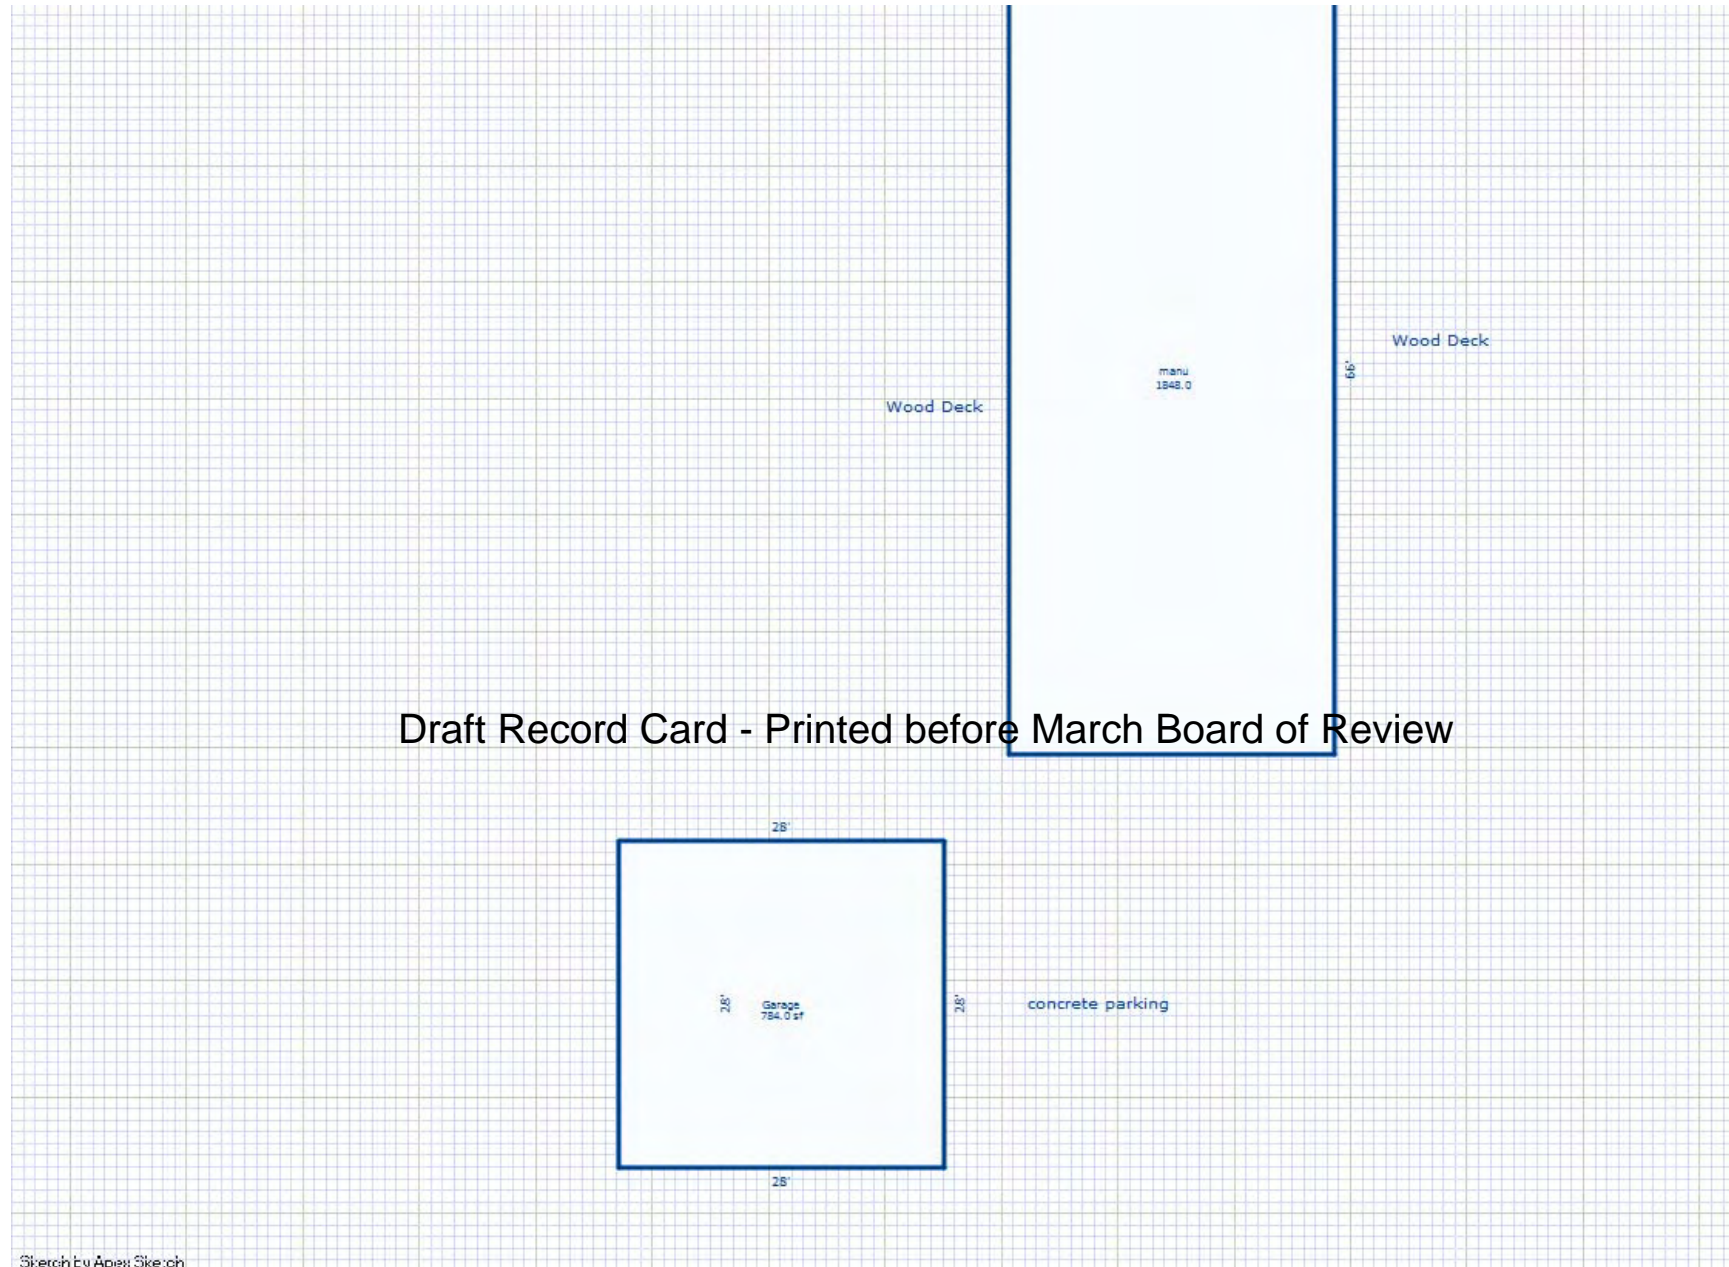 Wood Deck
manu
1848.0
66'
Wood Deck
Draft Record Card - Printed before March Board of Review
28'
28'
Garage
784.0 sf
28'
concrete parking
28'
Sketch by Apex Sketch